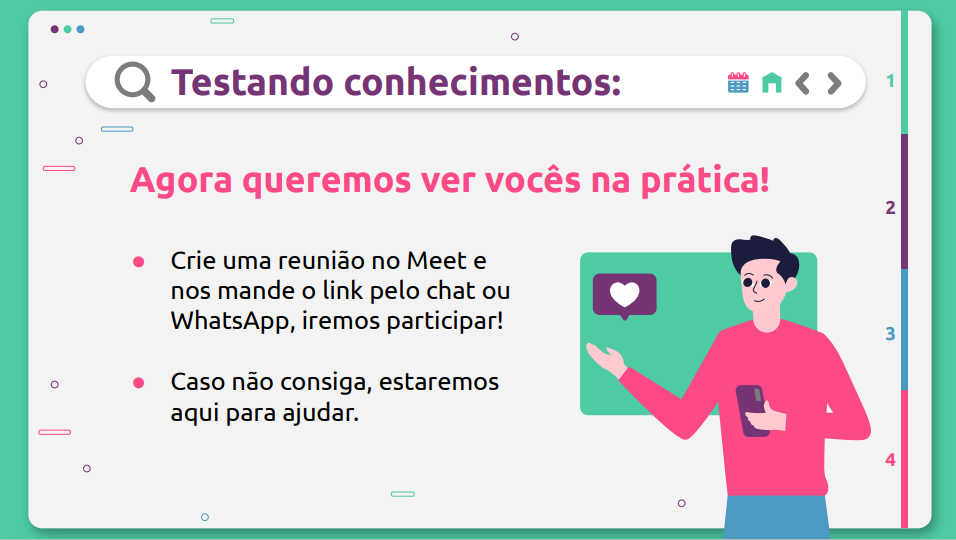 Testando conhecimentos:
1
Agora queremos ver vocês na prática!
2
Crie uma reunião no Meet e
nos mande o link pelo chat ou
WhatsApp, iremos participar!
3
Caso não consiga, estaremos
aqui para ajudar.
4